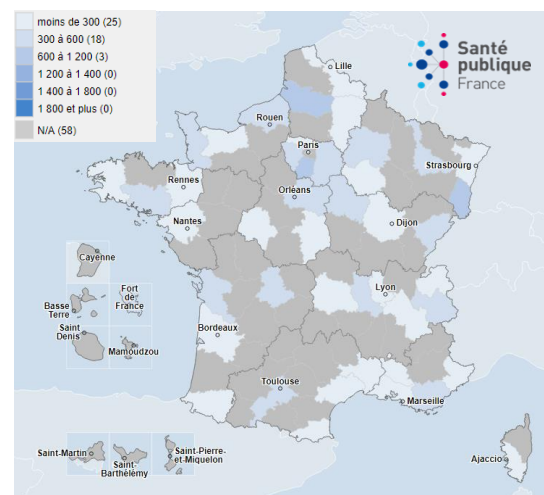 moins de 300 (25)
300 à 600 (18)
600 à 1 200 (3)
1 200 à 1 400 (0)
1 400 à 1 800 (0)
1 800 et plus (0)
N/A (58)
Santé
publique
France
Lille
Rouen
Paris
Strasbourg
Rennes
Orléans
Nantes
Dijon
Cayenne
Fort
de
France
Basse
Terre
Lyon
Saint
Denis
Mamoudzou
Bordeaux
Toulouse
Marseille
Saint-Martin
Saint-
Barthélémy
Saint-Pierre-
et-Miquelon
Ajaccio